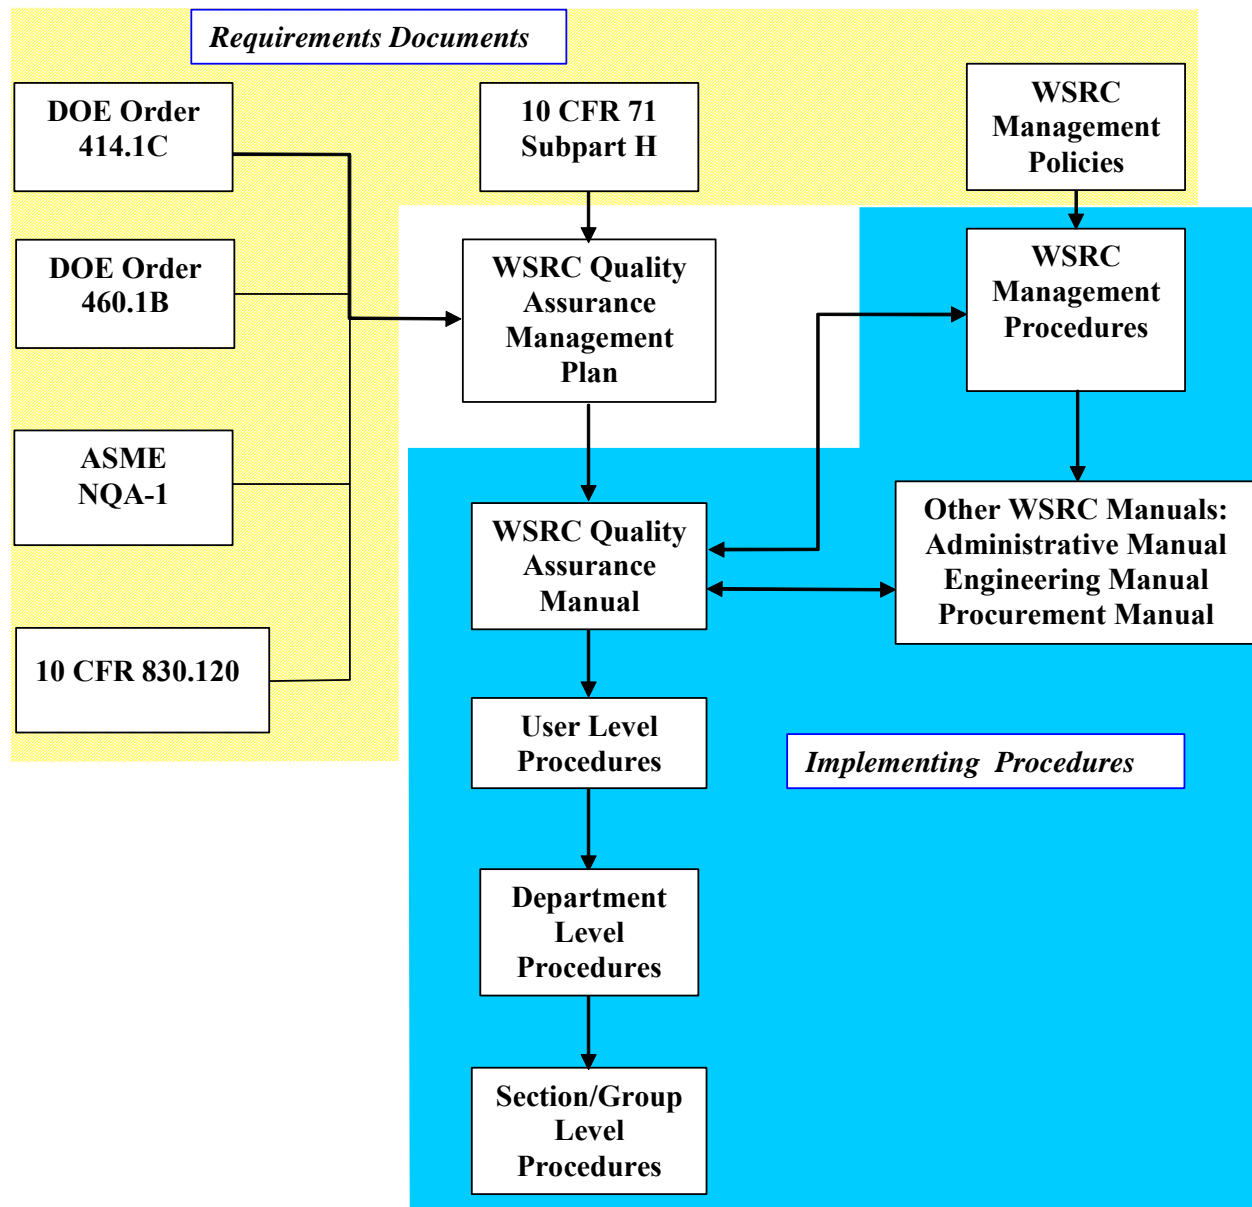 Requirements Documents
DOE Order
414.1C
10 CFR 71
Subpart H
WSRC
Management
Policies
DOE Order
460.1B
WSRC Quality
Assurance
Management
Plan
WSRC
Management
Procedures
ASME
NQA-1
WSRC Quality
Assurance
Manual
Other WSRC Manuals:
Administrative Manual
Engineering Manual
Procurement Manual
10 CFR 830.120
User Level
Procedures
Implementing Procedures
Department
Level
Procedures
Section/Group
Level
Procedures